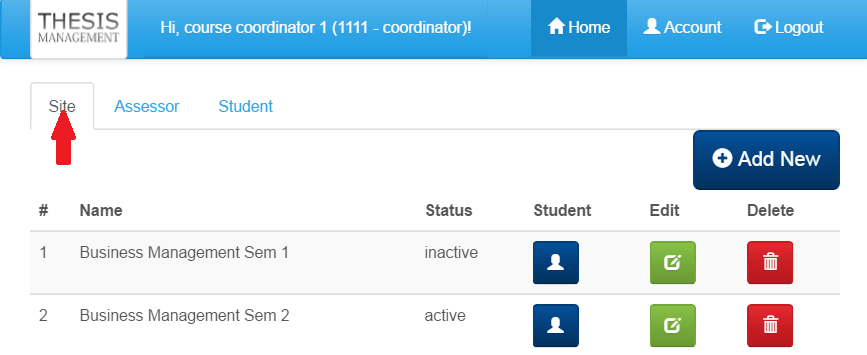 THESIS
MANAGEMENT
Hi, course coordinator 1 (1111 - coordinator)!
Home
Account
Logout
Site
Assessor
Student
Add New
# Name Status Student Edit Delete
1 Business Management Sem 1 inactive
2 Business Management Sem 2 active